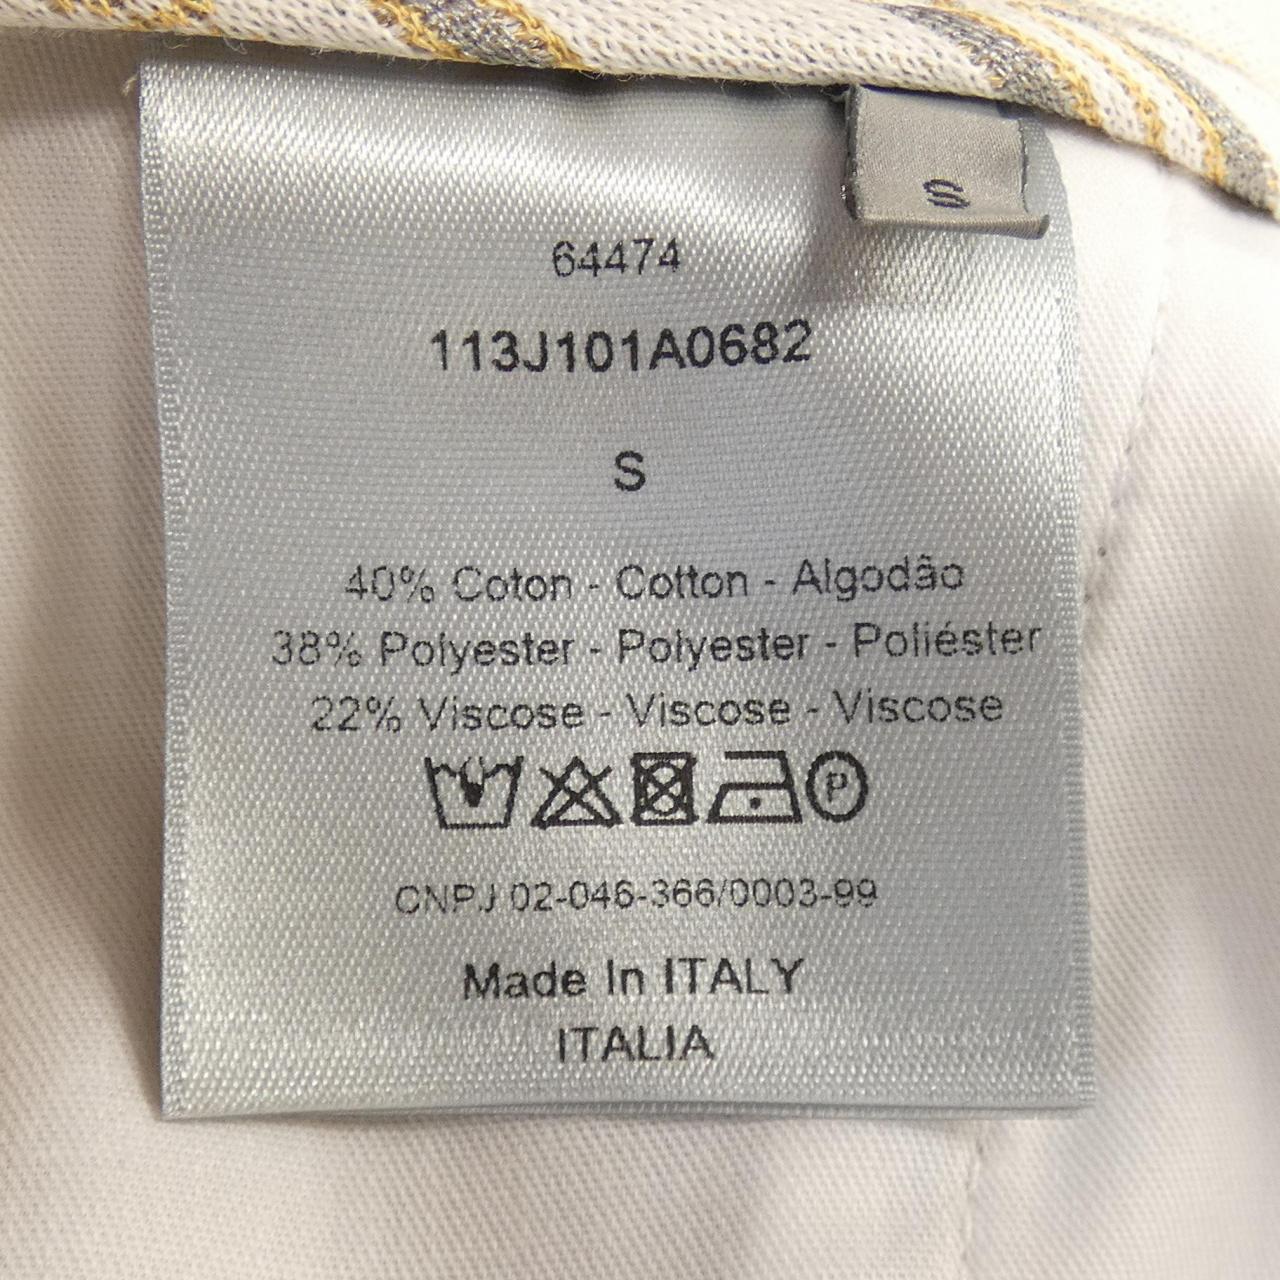 S
64474
113J101A0682
S
40% Coton - Cotton - Algodão
38% Polyester - Polyester - Poliéster
22% Viscose - Viscose - Viscose
P
CNPJ 02-046-366/0003-99
Made In ITALY
ITALIA